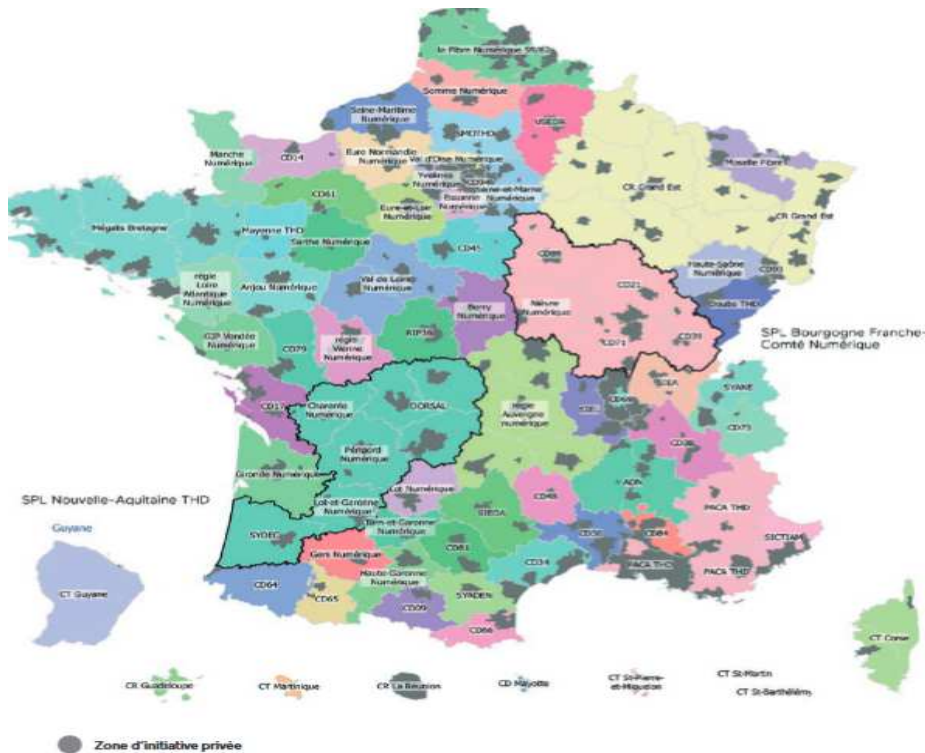 le Fibre Numérique 59/62
Somme Numérique
Seine-Maritime
Numérique
USEDA
SMOTHD
Manche
Numérique
CD14
Eure Normandie
Numérique
Val d'Oise Numérique
Yvelines
Numérique
Seine-et-Marne
Numérique
Essonne
Numérique
Moselle Fibre
CR Grand Est
CR Grand Est
CD61
Eure-et-Loir
Numérique
Mégalis Bretagne
Mayenne THD
Sarthe Numérique
CD45
CD89
Haute-Saône
Numérique
CD90
régie
Loire
Atlantique
Numérique
Anjou Numérique
Val de Loire
Numérique
CD21
Doubs THD
Berry
Numérique
Nièvre
Numérique
SPL Bourgogne Franche-
Comté Numérique
GIP Vendée
Numérique
CD79
régie
Vienne
Numérique
RIP36
CD71
CD39
CD17
Charente
Numérique
DORSAL
régie
Auvergne
Numérique
SIEL
CD69
SIEA
SYANE
CD73
Périgord
Numérique
CD38
Gironde Numérique
Lot Numérique
CD48
ADN
PACA THD
SPL Nouvelle-Aquitaine THD
Lot-et-Garonne
Numérique
Tarn-et-Garonne
Numérique
SIEDA
SYDEC
CD30
CD84
SICTIAM
Guyane
Gers Numérique
CD81
CD34
PACA THD
PACA THD
CT Guyane
CD64
CD65
Haute-Garonne
Numérique
CD09
SYADEN
CD66
CT Corse
CR Guadeloupe
CT Martinique
CR La Réunion
CD Mayotte
CT St-Pierre-
et-Miquelon
CT St-Martin
CT St-Barthélémy
Zone d'initiative privée